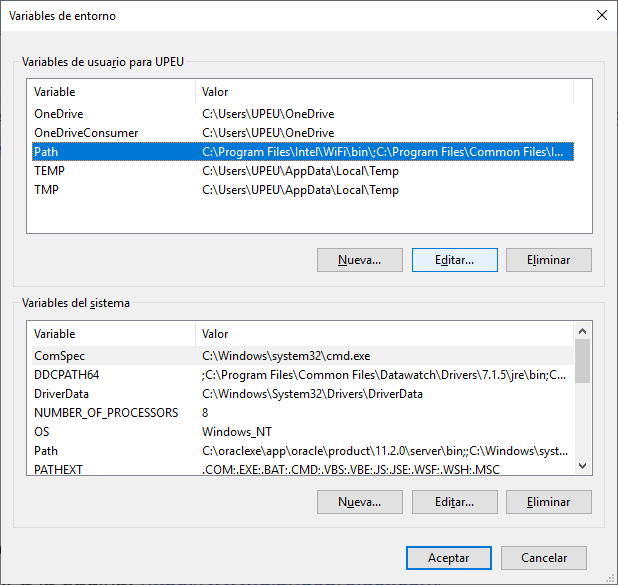 Variables de entorno
Variables de usuario para UPEU
Variable Valor
OneDrive C:\Users\UPEU\OneDrive
OneDriveConsumer C:\Users\UPEU\OneDrive
Path C:\Program Files\Intel\WiFi\bin\;C:\Program Files\Common Files\I...
TEMP C:\Users\UPEU\AppData\Local\Temp
TMP C:\Users\UPEU\AppData\Local\Temp
Nueva... Editar... Eliminar
Variables del sistema
Variable Valor
ComSpec C:\Windows\system32\cmd.exe
DDCPATH64 ;C:\Program Files\Common Files\Datawatch\Drivers\7.1.5\jre\bin;C...
DriverData C:\Windows\System32\Drivers\DriverData
NUMBER_OF_PROCESSORS 8
OS Windows_NT
Path C:\oraclexe\app\oracle\product\11.2.0\server\bin;;C:\Windows\syst...
PATHEXT .COM;.EXE;.BAT;.CMD;.VBS;.VBE;.JS;.JSE;.WSF;.WSH;.MSC
Nueva... Editar... Eliminar
Aceptar Cancelar